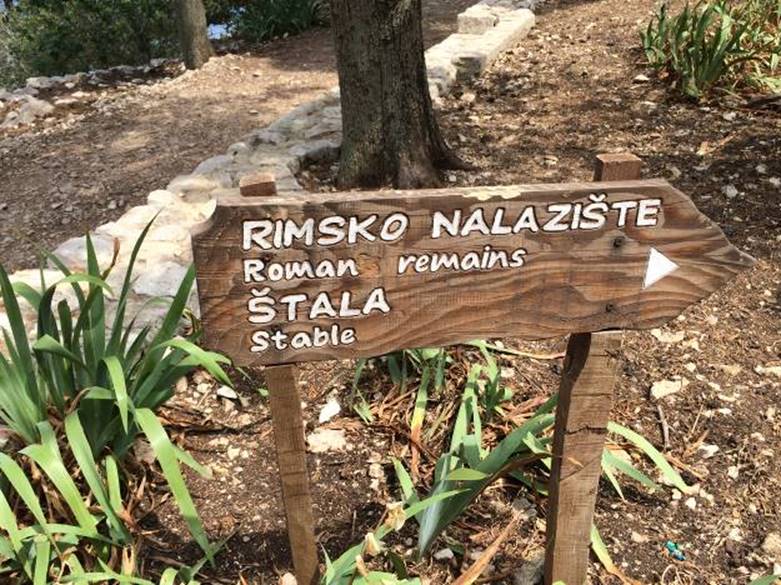 RIMSKO NALAZIŠTE
Roman remains
ŠTALA
Stable